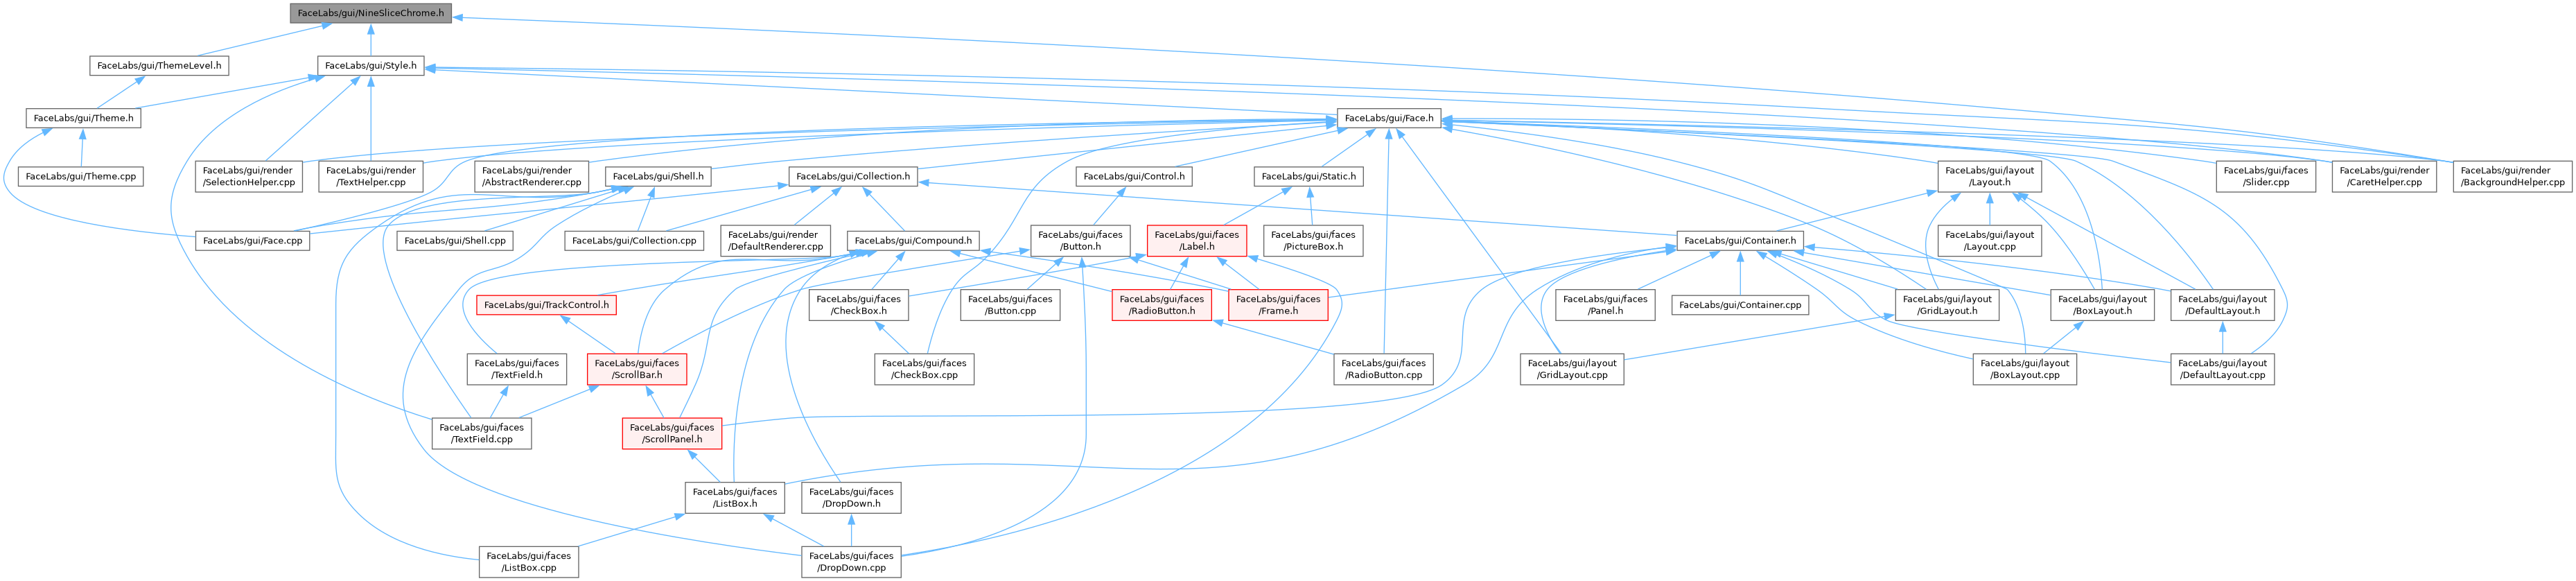 FaceLabs/gui/NineSliceChrome.h
FaceLabs/gui/ThemeLevel.h
FaceLabs/gui/Style.h
FaceLabs/gui/Theme.h
FaceLabs/gui/Face.h
FaceLabs/gui/Theme.cpp
FaceLabs/gui/render
/SelectionHelper.cpp
FaceLabs/gui/render
/TextHelper.cpp
FaceLabs/gui/render
/AbstractRenderer.cpp
FaceLabs/gui/Shell.h
FaceLabs/gui/Collection.h
FaceLabs/gui/Control.h
FaceLabs/gui/Static.h
FaceLabs/gui/layout
/Layout.h
FaceLabs/gui/faces
/Slider.cpp
FaceLabs/gui/render
/CaretHelper.cpp
FaceLabs/gui/render
/BackgroundHelper.cpp
FaceLabs/gui/Face.cpp
FaceLabs/gui/Shell.cpp
FaceLabs/gui/Collection.cpp
FaceLabs/gui/render
/DefaultRenderer.cpp
FaceLabs/gui/Compound.h
FaceLabs/gui/faces
/Button.h
FaceLabs/gui/faces
/Label.h
FaceLabs/gui/faces
/PictureBox.h
FaceLabs/gui/Container.h
FaceLabs/gui/layout
/Layout.cpp
FaceLabs/gui/TrackControl.h
FaceLabs/gui/faces
/CheckBox.h
FaceLabs/gui/faces
/Button.cpp
FaceLabs/gui/faces
/RadioButton.h
FaceLabs/gui/faces
/Frame.h
FaceLabs/gui/faces
/Panel.h
FaceLabs/gui/Container.cpp
FaceLabs/gui/layout
/GridLayout.h
FaceLabs/gui/layout
/BoxLayout.h
FaceLabs/gui/layout
/DefaultLayout.h
FaceLabs/gui/faces
/TextField.h
FaceLabs/gui/faces
/ScrollBar.h
FaceLabs/gui/faces
/CheckBox.cpp
FaceLabs/gui/faces
/RadioButton.cpp
FaceLabs/gui/layout
/GridLayout.cpp
FaceLabs/gui/layout
/BoxLayout.cpp
FaceLabs/gui/layout
/DefaultLayout.cpp
FaceLabs/gui/faces
/TextField.cpp
FaceLabs/gui/faces
/ScrollPanel.h
FaceLabs/gui/faces
/ListBox.h
FaceLabs/gui/faces
/DropDown.h
FaceLabs/gui/faces
/ListBox.cpp
FaceLabs/gui/faces
/DropDown.cpp